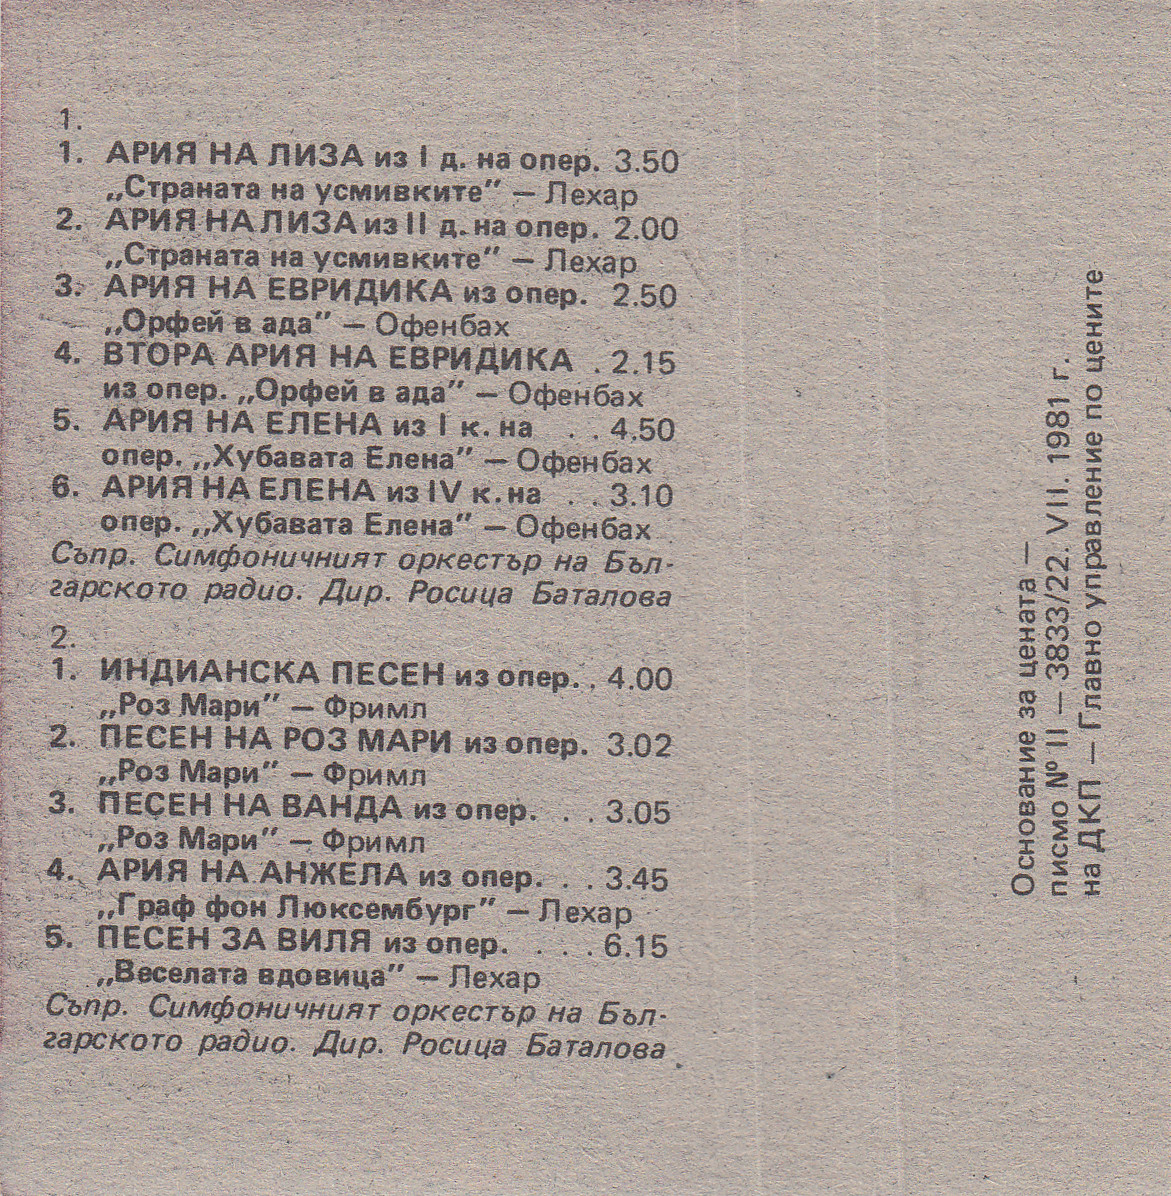 1.
1. АРИЯ НА ЛИЗА из I д. на опер. 3.50
„Страната на усмивките” — Лехар
2. АРИЯ НА ЛИЗА из II д. на опер. 2.00
„Страната на усмивките” — Лехар
3. АРИЯ НА ЕВРИДИКА из опер. 2.50
„Орфей в ада” — Офенбах
4. ВТОРА АРИЯ НА ЕВРИДИКА . 2.15
из опер. „Орфей в ада” — Офенбах
5. АРИЯ НА ЕЛЕНА из I к. на . . 4.50
опер. „Хубавата Елена” — Офенбах
6. АРИЯ НА ЕЛЕНА из IV к. на . . 3.10
опер. „Хубавата Елена” — Офенбах
Съпр. Симфоничният оркестър на Бъл-
гарското радио. Дир. Росица Баталова
2.
1. ИНДИАНСКА ПЕСЕН из опер. . 4.00
„Роз Мари” — Фримл
2. ПЕСЕН НА РОЗ МАРИ из опер. 3.02
„Роз Мари” — Фримл
3. ПЕСЕН НА ВАНДА из опер. . . 3.05
„Роз Мари” — Фримл
4. АРИЯ НА АНЖЕЛА из опер. . . 3.45
„Граф фон Люксембург” — Лехар
5. ПЕСЕН ЗА ВИЛЯ из опер. . . . 6.15
„Веселата вдовица” — Лехар
Съпр. Симфоничният оркестър на Бъл-
гарското радио. Дир. Росица Баталова
Основание за цената —
писмо № II — 3833/22. VII. 1981 г.
на ДКП — Главно управление по цените